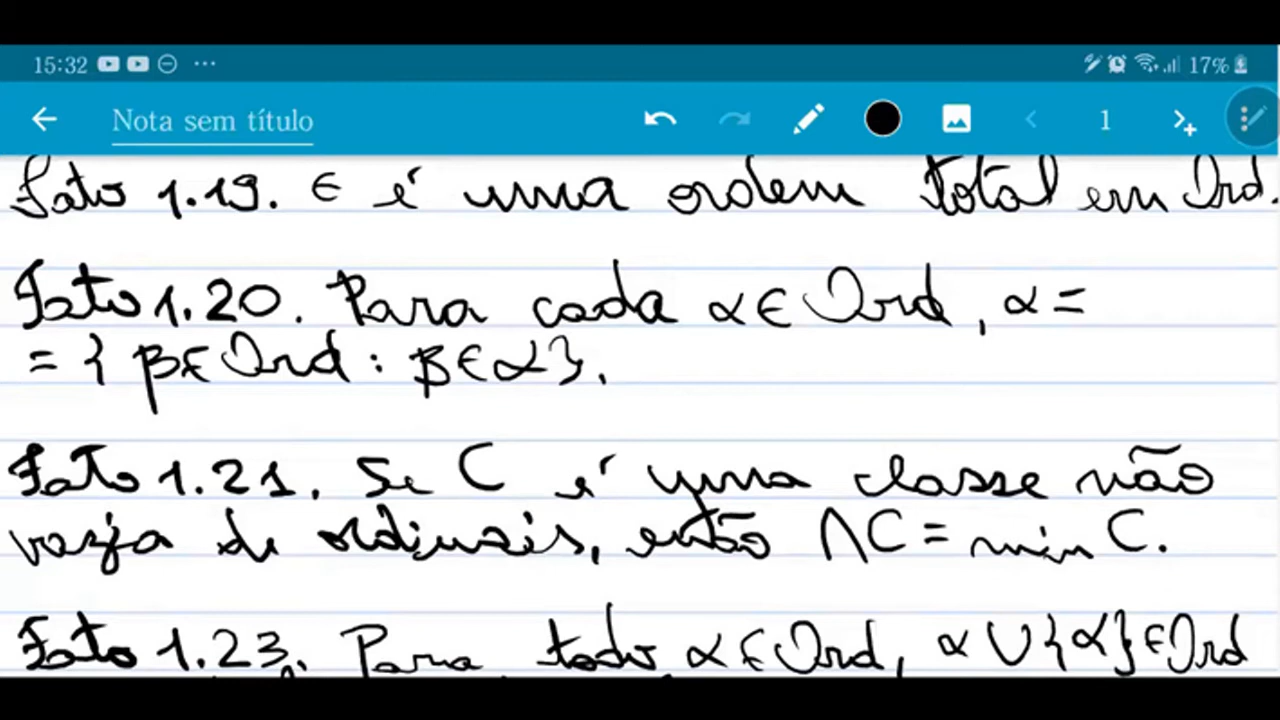 15:32 17%
Nota sem título 1
Fato 1.19. ∈ é uma ordem total em Ord.
Fato 1.20. Para cada α∈Ord, α=
= {β∈Ord : β∈α}.
Fato 1.21. Se C é uma classe não
vazia de ordinais, então ∩C = min C.
Fato 1.23. Para todo α∈Ord, α∪{α}∈Ord